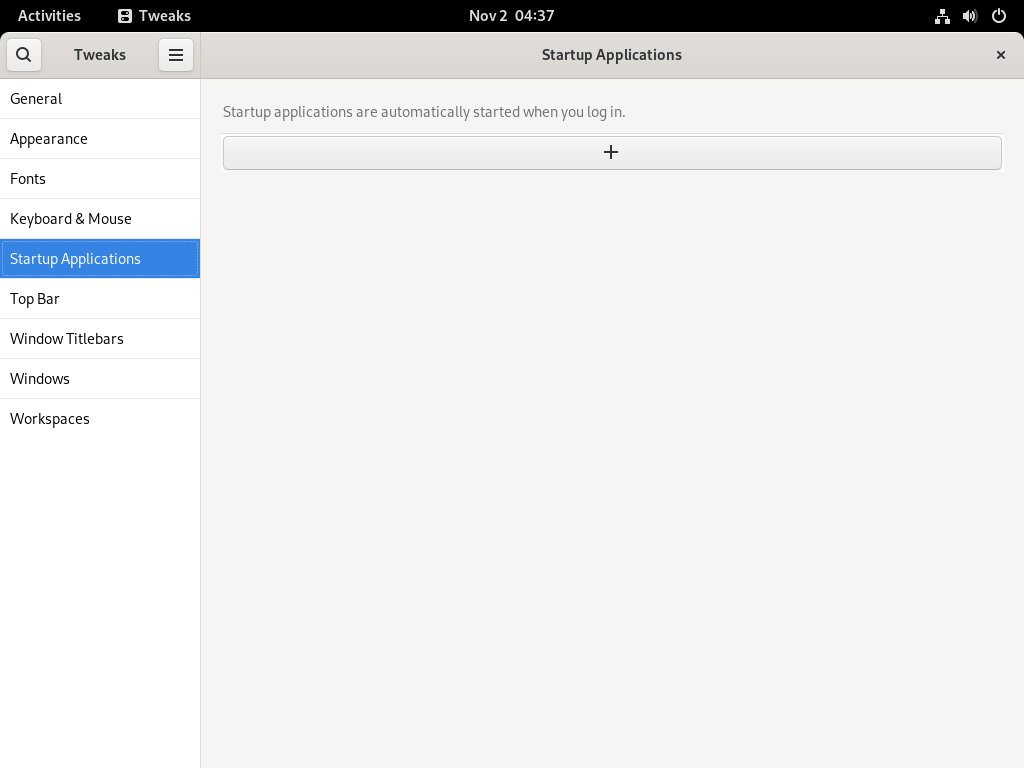 Activities
Tweaks
Nov 2 04:37
Tweaks
Startup Applications
General
Appearance
Fonts
Keyboard & Mouse
Startup Applications
Top Bar
Window Titlebars
Windows
Workspaces
Startup applications are automatically started when you log in.